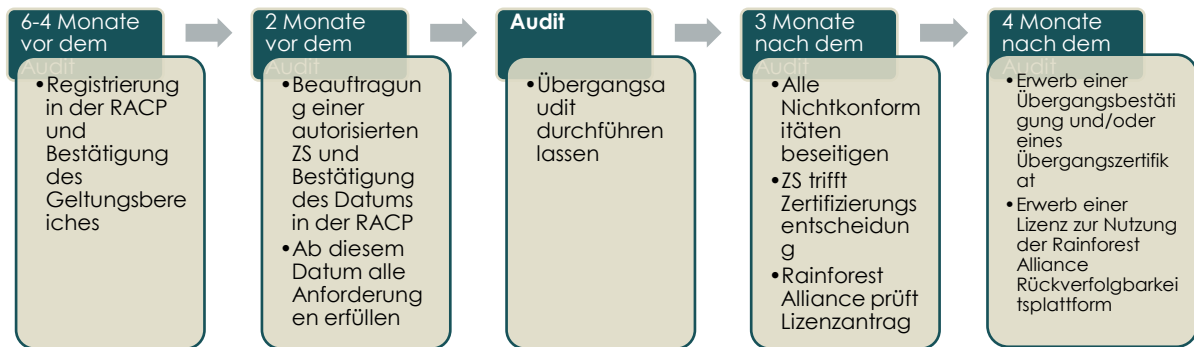 6-4 Monate
vor dem
Audit
•Registrierung
in der RACP
und
Bestätigung
des
Geltungsbere
iches
2 Monate
vor dem
Audit
•Beauftragun
g einer
autorisierten
ZS und
Bestätigung
des Datums
in der RACP
•Ab diesem
Datum alle
Anforderung
en erfüllen
Audit
•Übergangsa
udit
durchführen
lassen
3 Monate
nach dem
Audit
•Alle
Nichtkonform
itäten
beseitigen
•ZS trifft
Zertifizierungs
entscheidun
g
•Rainforest
Alliance prüft
Lizenzantrag
4 Monate
nach dem
Audit
•Erwerb einer
Übergangsbestäti
gung und/oder
eines
Übergangszertifik
at
•Erwerb einer
Lizenz zur Nutzung
der Rainforest
Alliance
Rückverfolgbarkei
tsplattform